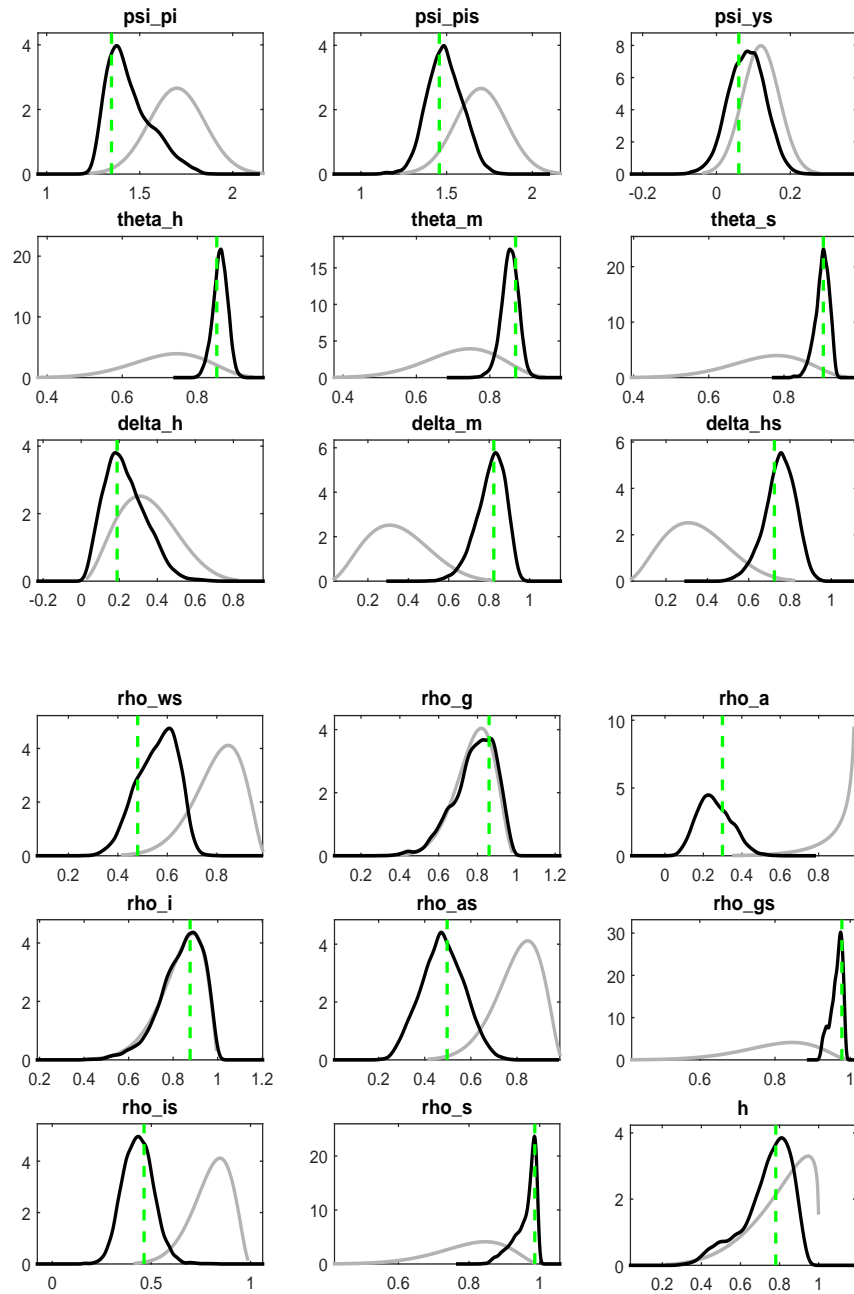 psi_pi psi_pis psi_ys
4 2 0 1 1.5 2
4 2 0 1 1.5 2
8 6 4 2 0 -0.2 0 0.2
theta_h theta_m theta_s
20 10 0 0.4 0.6 0.8
15 10 5 0 0.4 0.6 0.8
20 10 0 0.4 0.6 0.8
delta_h delta_m delta_hs
4 2 0 -0.2 0 0.2 0.4 0.6 0.8
6 4 2 0 0.2 0.4 0.6 0.8 1
6 4 2 0 0.2 0.4 0.6 0.8 1
rho_ws rho_g rho_a
4 2 0 0.2 0.4 0.6 0.8
4 2 0 0 0.2 0.4 0.6 0.8 1 1.2
10 5 0 0 0.2 0.4 0.6 0.8
rho_i rho_as rho_gs
4 2 0 0.2 0.4 0.6 0.8 1 1.2
4 2 0 0 0.2 0.4 0.6 0.8
30 20 10 0 0.6 0.8 1
rho_is rho_s h
4 2 0 0 0.5 1
20 10 0 0.6 0.8 1
4 2 0 0.2 0.4 0.6 0.8 1